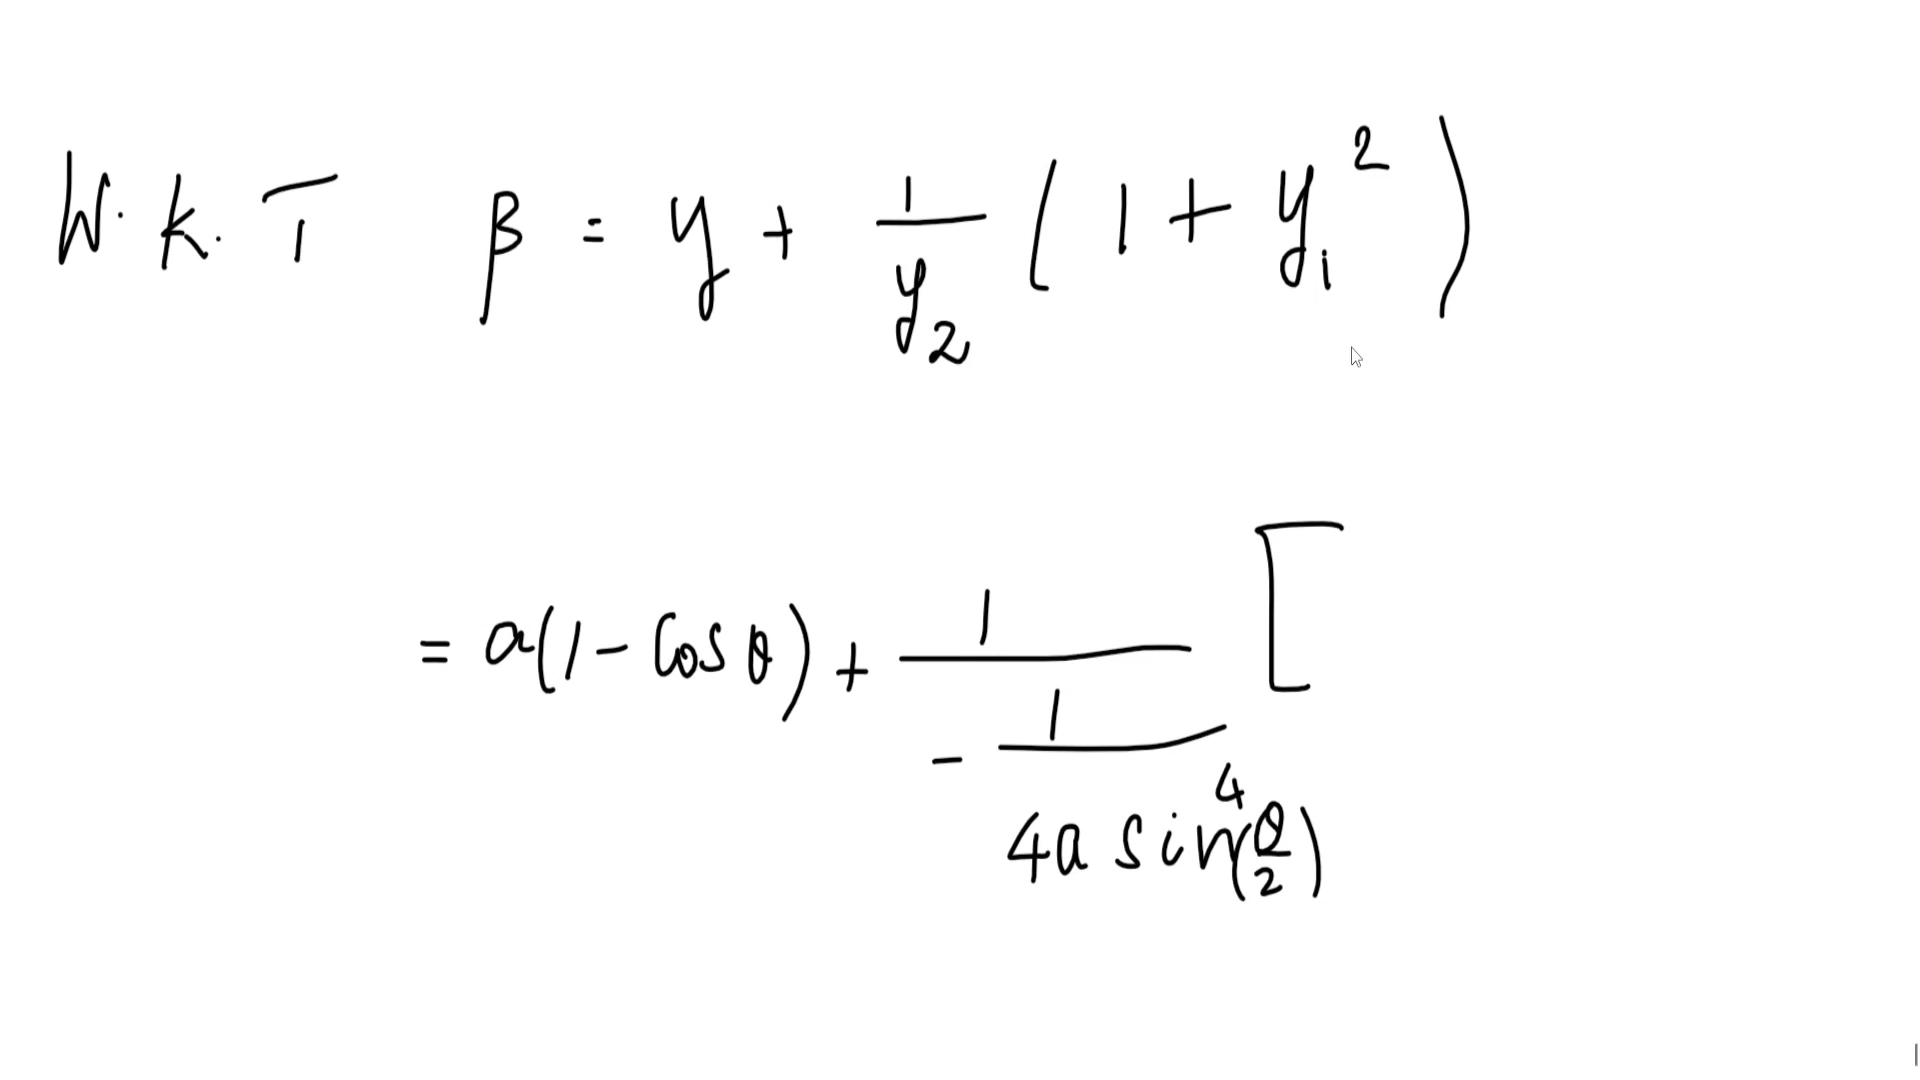 W.K.T β = y + 1/y₂ (1 + y₁²)
= a(1 - Cos θ) + 1/(-1/(4a sin⁴(θ/2))) [